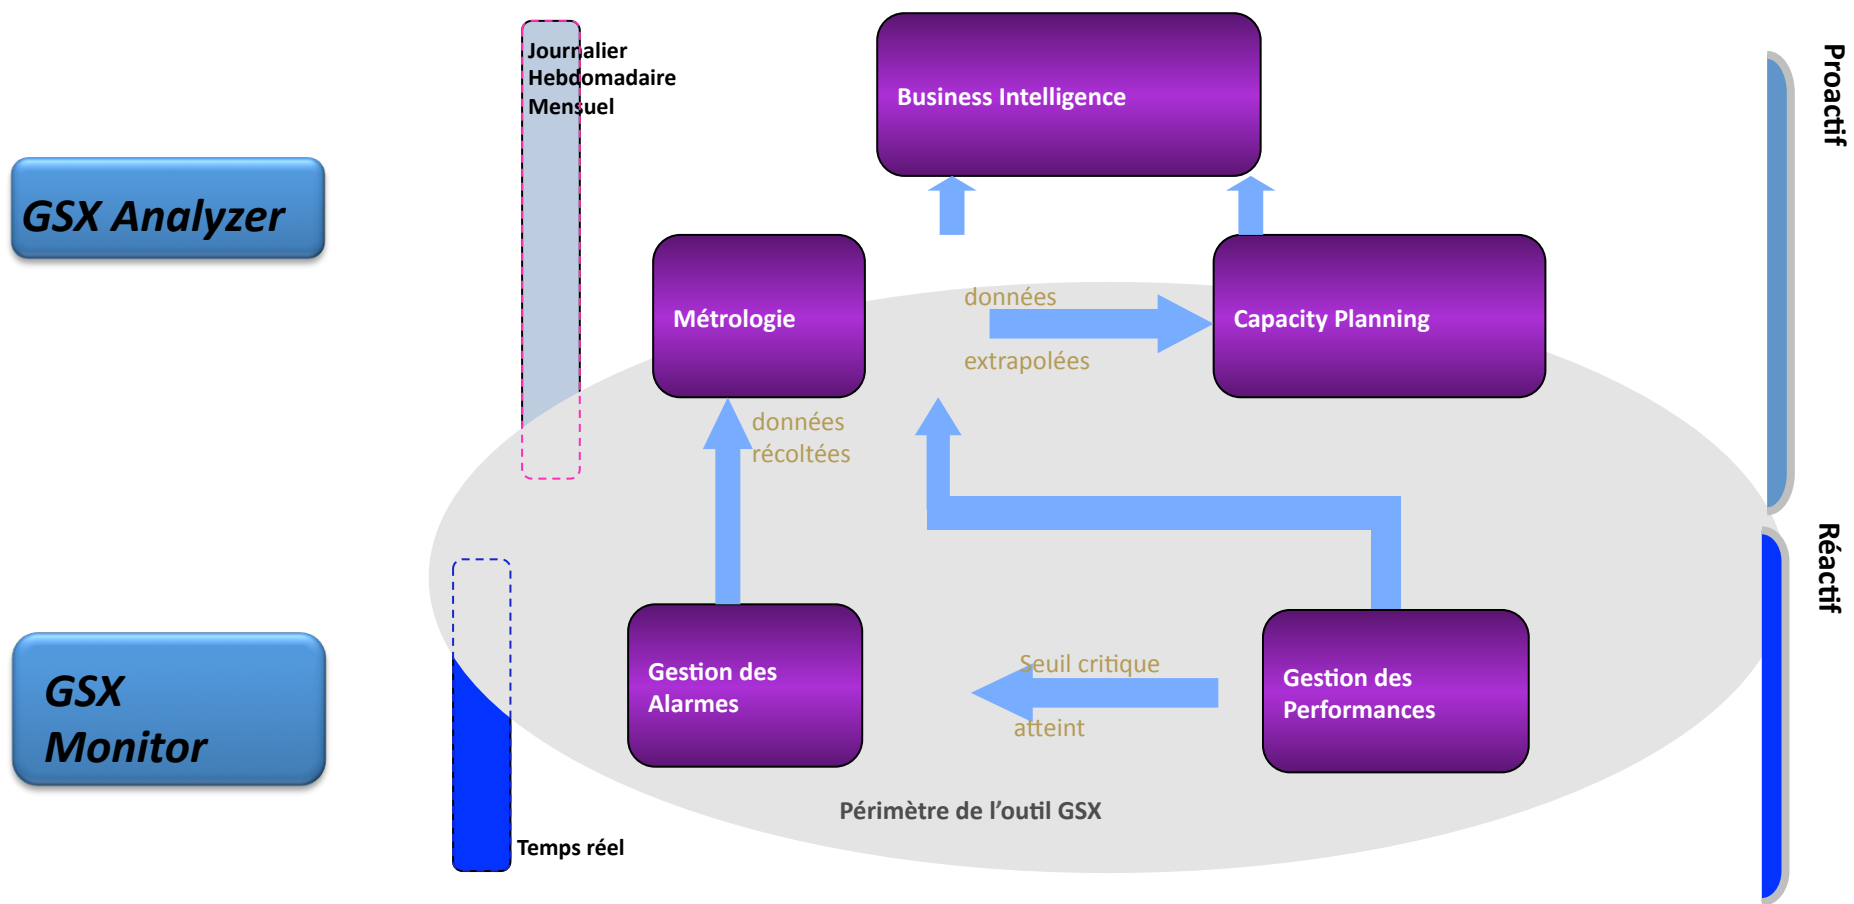 Journalier
Hebdomadaire
Mensuel
Business Intelligence
Proactif
GSX Analyzer
Métrologie
données
extrapolées
Capacity Planning
données
récoltées
Réactif
GSX
Monitor
Gestion des
Alarmes
Seuil critique
atteint
Gestion des
Performances
Périmètre de l’outil GSX
Temps réel